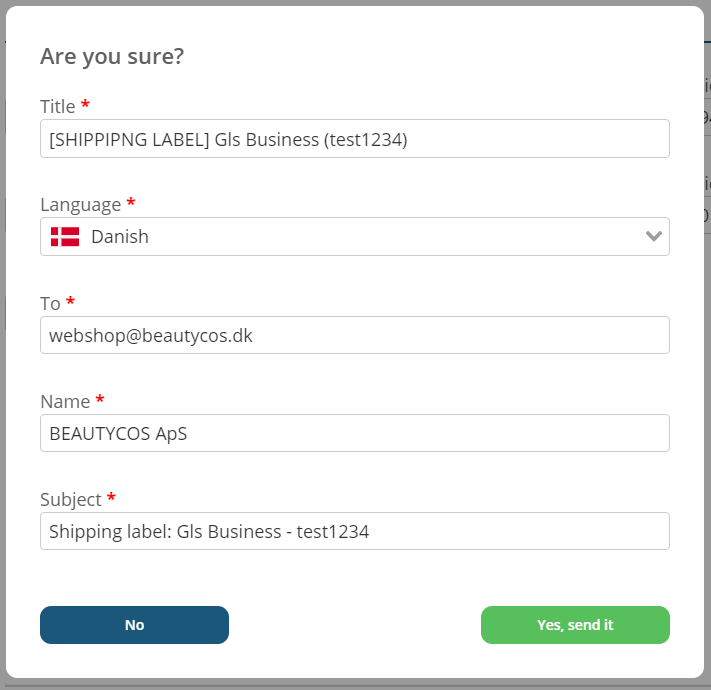 Are you sure?
Title *
[SHIPPIPNG LABEL] Gls Business (test1234)
Language *
Danish
To *
webshop@beautycos.dk
Name *
BEAUTYCOS ApS
Subject *
Shipping label: Gls Business - test1234
No
Yes, send it